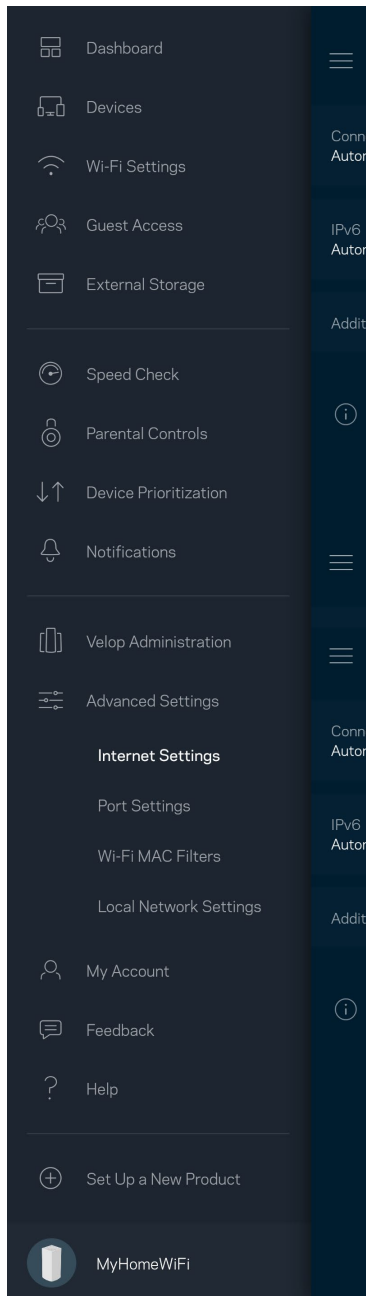 Dashboard
Devices
Wi-Fi Settings
Guest Access
External Storage
Speed Check
Parental Controls
Device Prioritization
Notifications
Velop Administration
Advanced Settings
Internet Settings
Port Settings
Wi-Fi MAC Filters
Local Network Settings
My Account
Feedback
Help
Set Up a New Product
MyHomeWiFi
IPv6
IPv6